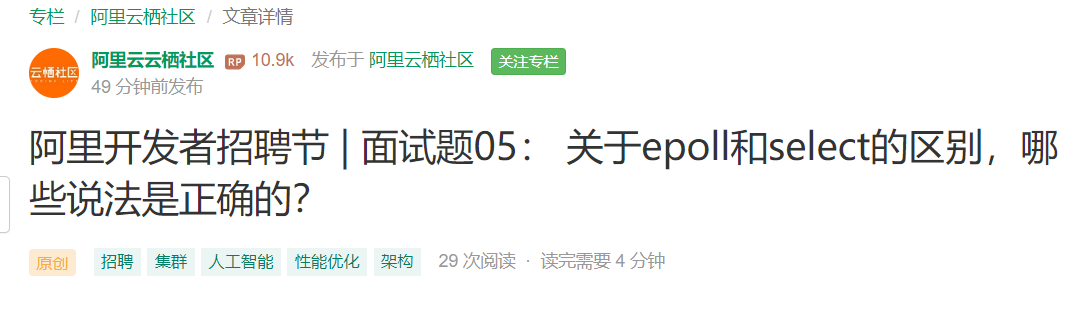 专栏 / 阿里云栖社区 / 文章详情
云栖社区
阿里云云栖社区 RP 10.9k 发布于 阿里云栖社区 关注专栏
49 分钟前发布
阿里开发者招聘节 | 面试题05： 关于epoll和select的区别，哪
些说法是正确的？
原创 招聘 集群 人工智能 性能优化 架构 29 次阅读 · 读完需要 4 分钟